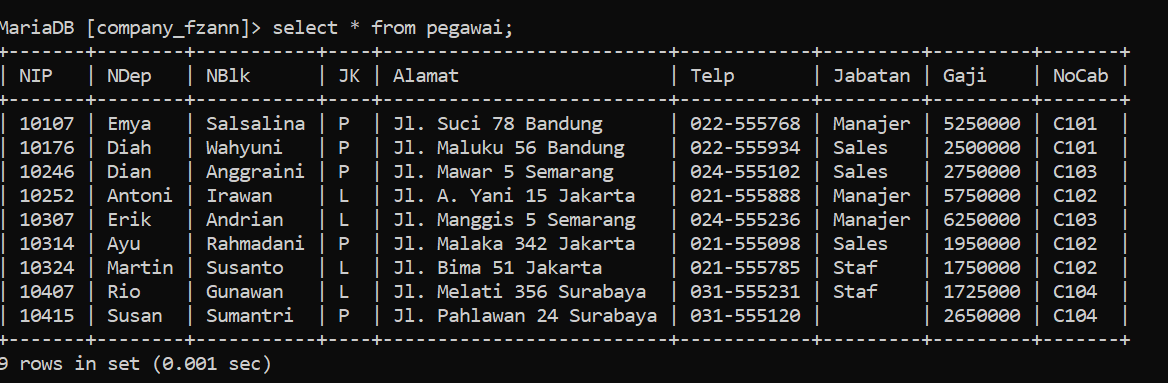 MariaDB [company_fzann]> select * from pegawai;
+-------+--------+-----------+----+--------------------------+------------+---------+---------+-------+
| NIP   | NDep   | NBlk      | JK | Alamat                   | Telp       | Jabatan | Gaji    | NoCab |
+-------+--------+-----------+----+--------------------------+------------+---------+---------+-------+
| 10107 | Emya   | Salsalina | P  | Jl. Suci 78 Bandung      | 022-555768 | Manajer | 5250000 | C101  |
| 10176 | Diah   | Wahyuni   | P  | Jl. Maluku 56 Bandung    | 022-555934 | Sales   | 2500000 | C101  |
| 10246 | Dian   | Anggraini | P  | Jl. Mawar 5 Semarang     | 024-555102 | Sales   | 2750000 | C103  |
| 10252 | Antoni | Irawan    | L  | Jl. A. Yani 15 Jakarta   | 021-555888 | Manajer | 5750000 | C102  |
| 10307 | Erik   | Andrian   | L  | Jl. Manggis 5 Semarang   | 024-555236 | Manajer | 6250000 | C103  |
| 10314 | Ayu    | Rahmadani | P  | Jl. Malaka 342 Jakarta   | 021-555098 | Sales   | 1950000 | C102  |
| 10324 | Martin | Susanto   | L  | Jl. Bima 51 Jakarta      | 021-555785 | Staf    | 1750000 | C102  |
| 10407 | Rio    | Gunawan   | L  | Jl. Melati 356 Surabaya  | 031-555231 | Staf    | 1725000 | C104  |
| 10415 | Susan  | Sumantri  | P  | Jl. Pahlawan 24 Surabaya | 031-555120 |         | 2650000 | C104  |
+-------+--------+-----------+----+--------------------------+------------+---------+---------+-------+
9 rows in set (0.001 sec)